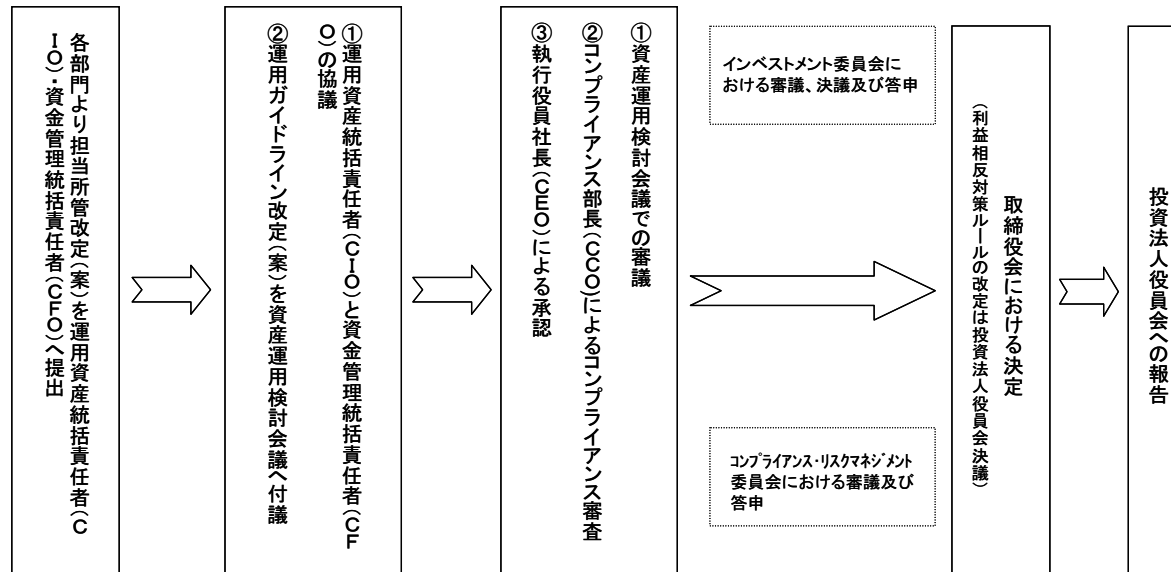 各部門より担当所管改定(案)を運用資産統括責任者(C
IO)・資金管理統括責任者(CFO)へ提出
①運用資産統括責任者(CIO)と資金管理統括責任者(CF
O)の協議
②運用ガイドライン改定(案)を資産運用検討会議へ付議
①資産運用検討会議での審議
②コンプライアンス部長(CCO)によるコンプライアンス審査
③執行役員社長(CEO)による承認
インベストメント委員会に
おける審議、決議及び答申
コンプライアンス・リスクマネジメント
委員会における審議及び
答申
取締役会における決定
(利益相反対策ルールの改定は投資法人役員会決議)
投資法人役員会への報告